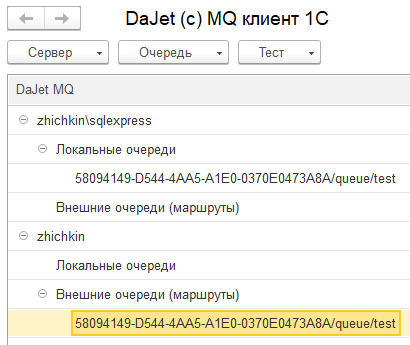 DaJet (c) MQ клиент 1С
Сервер Очередь Тест
DaJet MQ
zhichkin\sqlexpress
Локальные очереди
58094149-D544-4AA5-A1E0-0370E0473A8A/queue/test
Внешние очереди (маршруты)
zhichkin
Локальные очереди
Внешние очереди (маршруты)
58094149-D544-4AA5-A1E0-0370E0473A8A/queue/test